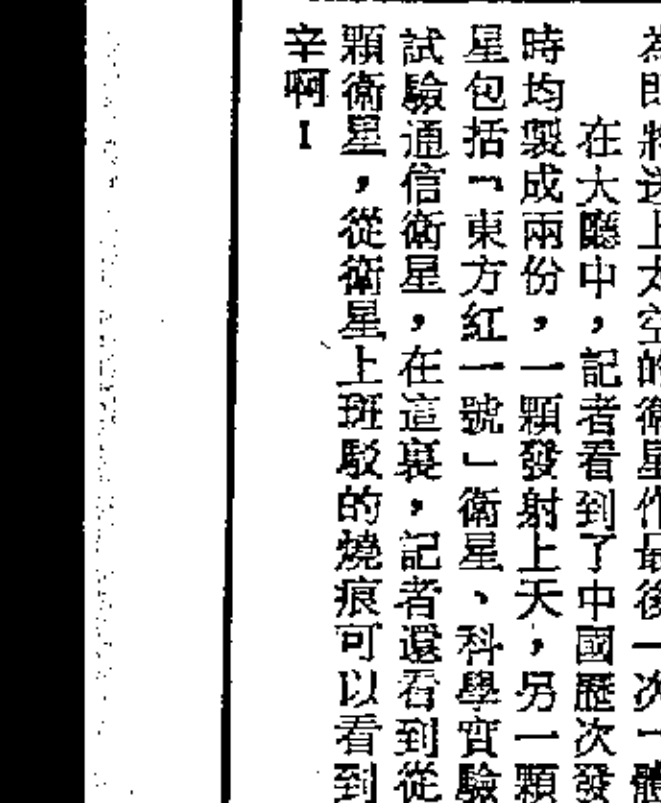 為即將送上太空的衛星作最後一次一體
在大廳中，記者看到了中國歷次發
時均製成兩份，一顆發射上天，另一顆
星包括「東方紅一號」衛星、科學實驗
試驗通信衛星，在這裏，記者還看到從
顆衛星，從衛星上斑駁的燒痕可以看到
辛啊！